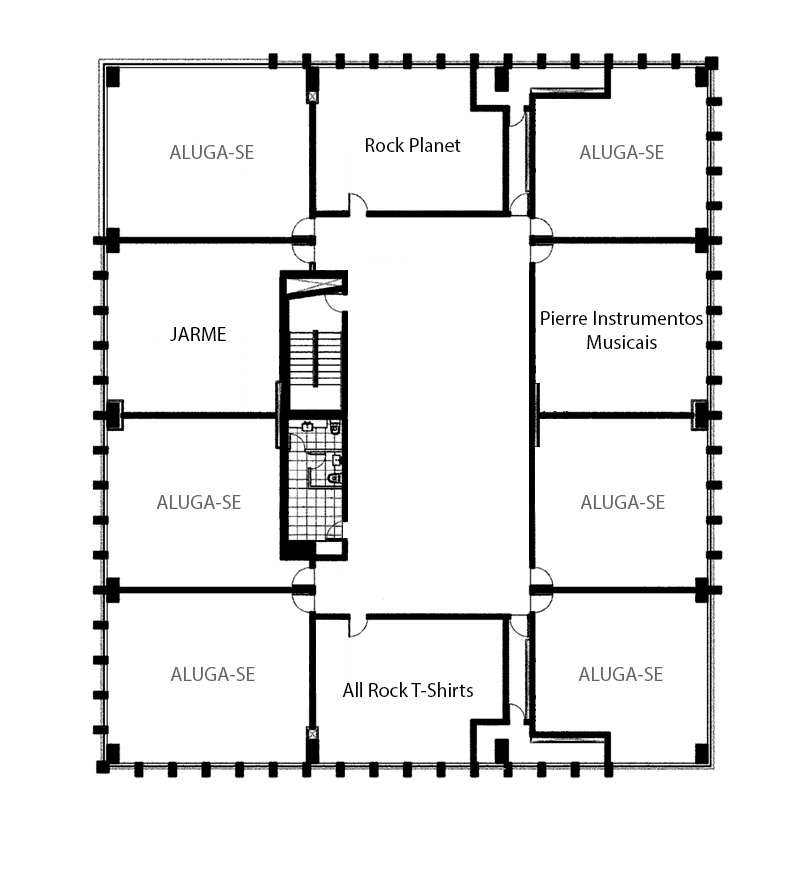 ALUGA-SE
Rock Planet
ALUGA-SE
JARME
Pierre Instrumentos
Musicais
ALUGA-SE
ALUGA-SE
ALUGA-SE
All Rock T-Shirts
ALUGA-SE